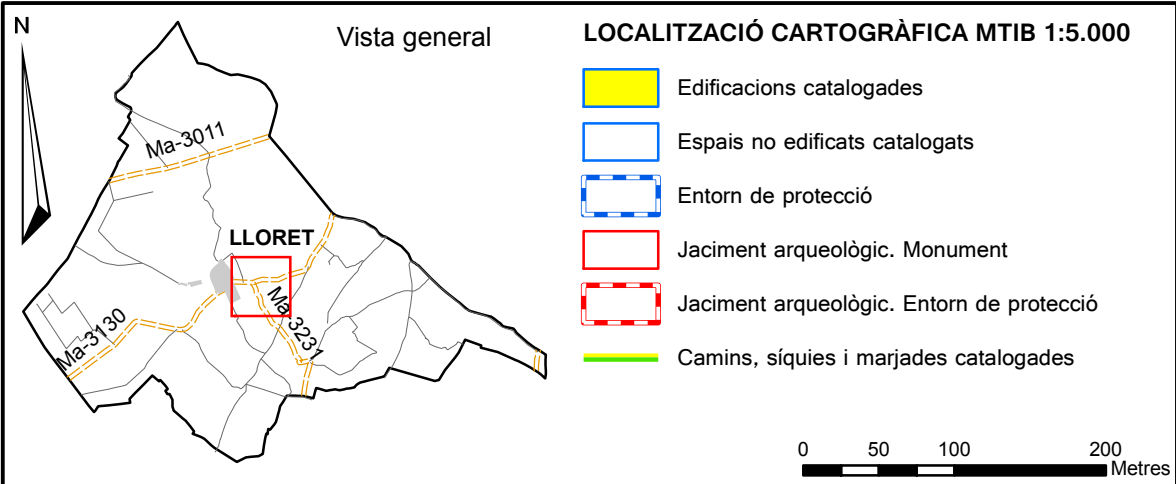 N
Vista general
Ma-3011
LLORET
Ma-3231
Ma-3130
LOCALITZACIÓ CARTOGRÀFICA MTIB 1:5.000
Edificacions catalogades
Espais no edificats catalogats
Entorn de protecció
Jaciment arqueològic. Monument
Jaciment arqueològic. Entorn de protecció
Camins, síquies i marjades catalogades
0 50 100 200
Metres